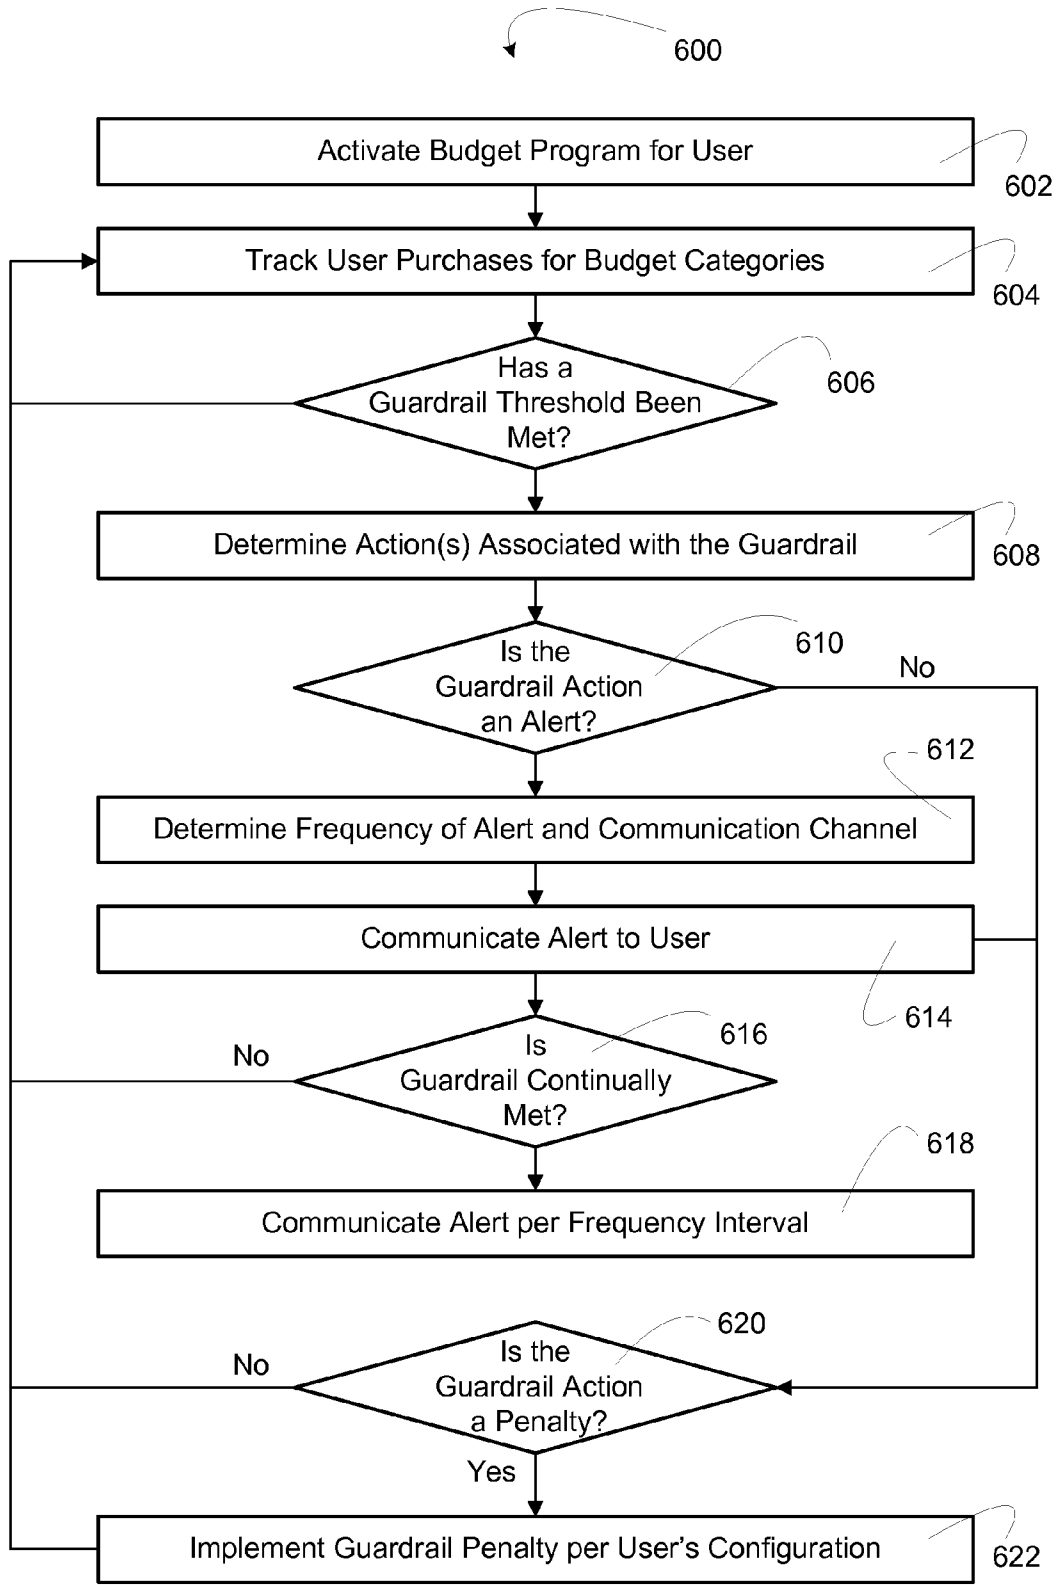 600
Activate Budget Program for User
602
Track User Purchases for Budget Categories
604
Has a
Guardrail Threshold Been
Met?
606
Determine Action(s) Associated with the Guardrail
608
Is the
Guardrail Action
an Alert?
610
No
612
Determine Frequency of Alert and Communication Channel
Communicate Alert to User
614
Is
Guardrail Continually
Met?
616
No
618
Communicate Alert per Frequency Interval
620
Is the
Guardrail Action
a Penalty?
No
Yes
Implement Guardrail Penalty per User's Configuration
622